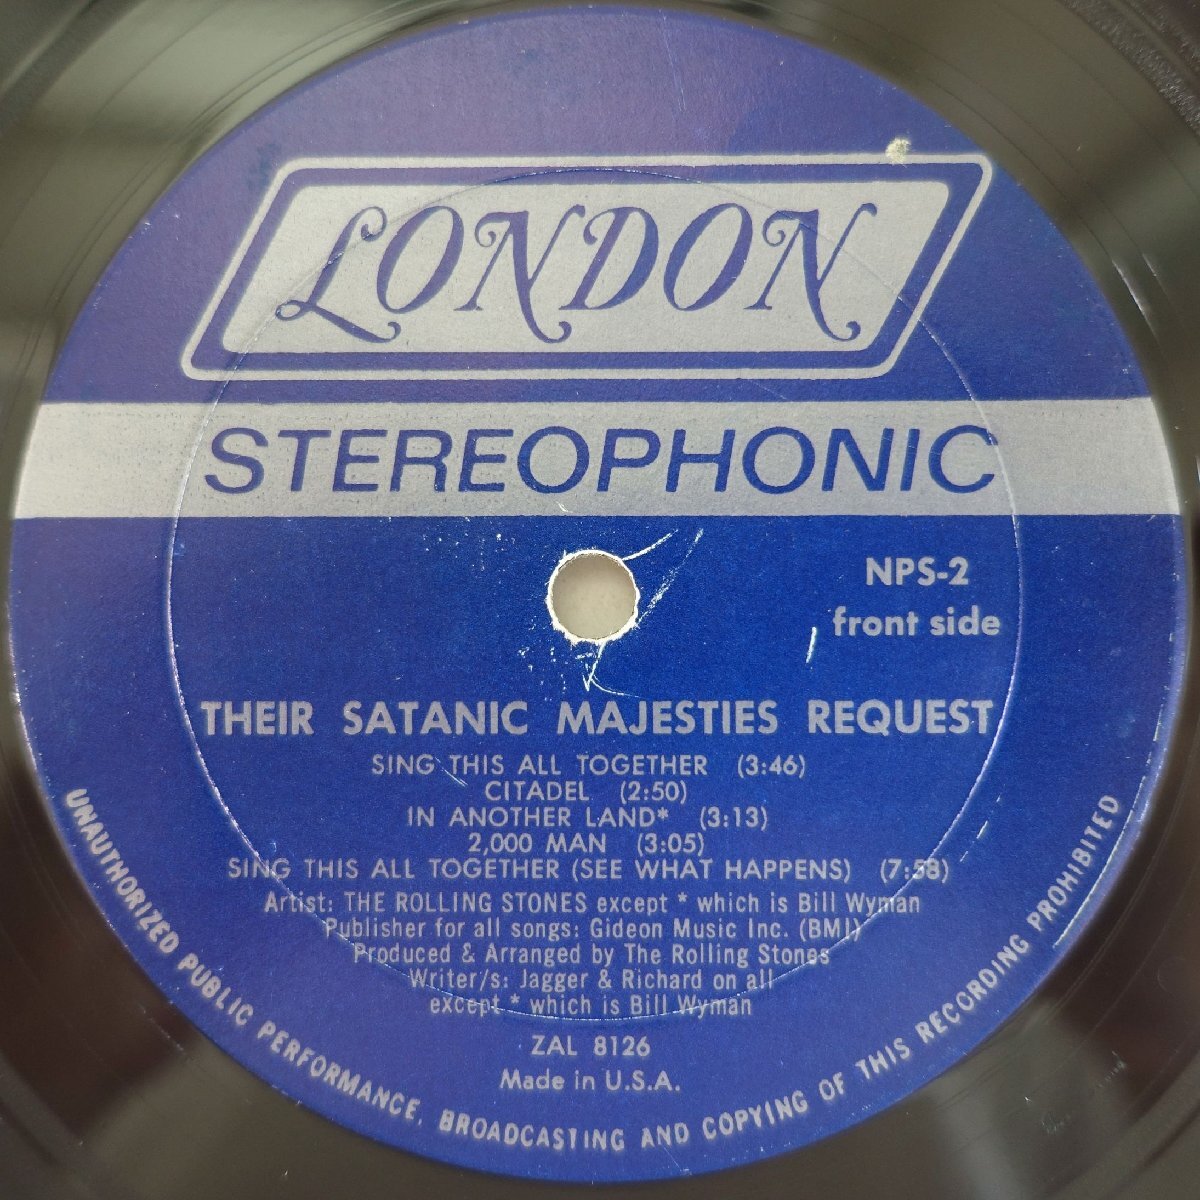 LONDON
STEREOPHONIC
NPS-2
front side
THEIR SATANIC MAJESTIES REQUEST
SING THIS ALL TOGETHER (3:46)
CITADEL (2:50)
IN ANOTHER LAND* (3:13)
2,000 MAN (3:05)
SING THIS ALL TOGETHER (SEE WHAT HAPPENS) (7:58)
Artist: THE ROLLING STONES except * which is Bill Wyman
Publisher for all songs: Gideon Music Inc. (BMI)
Produced & Arranged by The Rolling Stones
Writer/s: Jagger & Richard on all
except * which is Bill Wyman
ZAL 8126
Made in U.S.A.
UNAUTHORIZED PUBLIC PERFORMANCE, BROADCASTING AND COPYING OF THIS RECORDING PROHIBITED